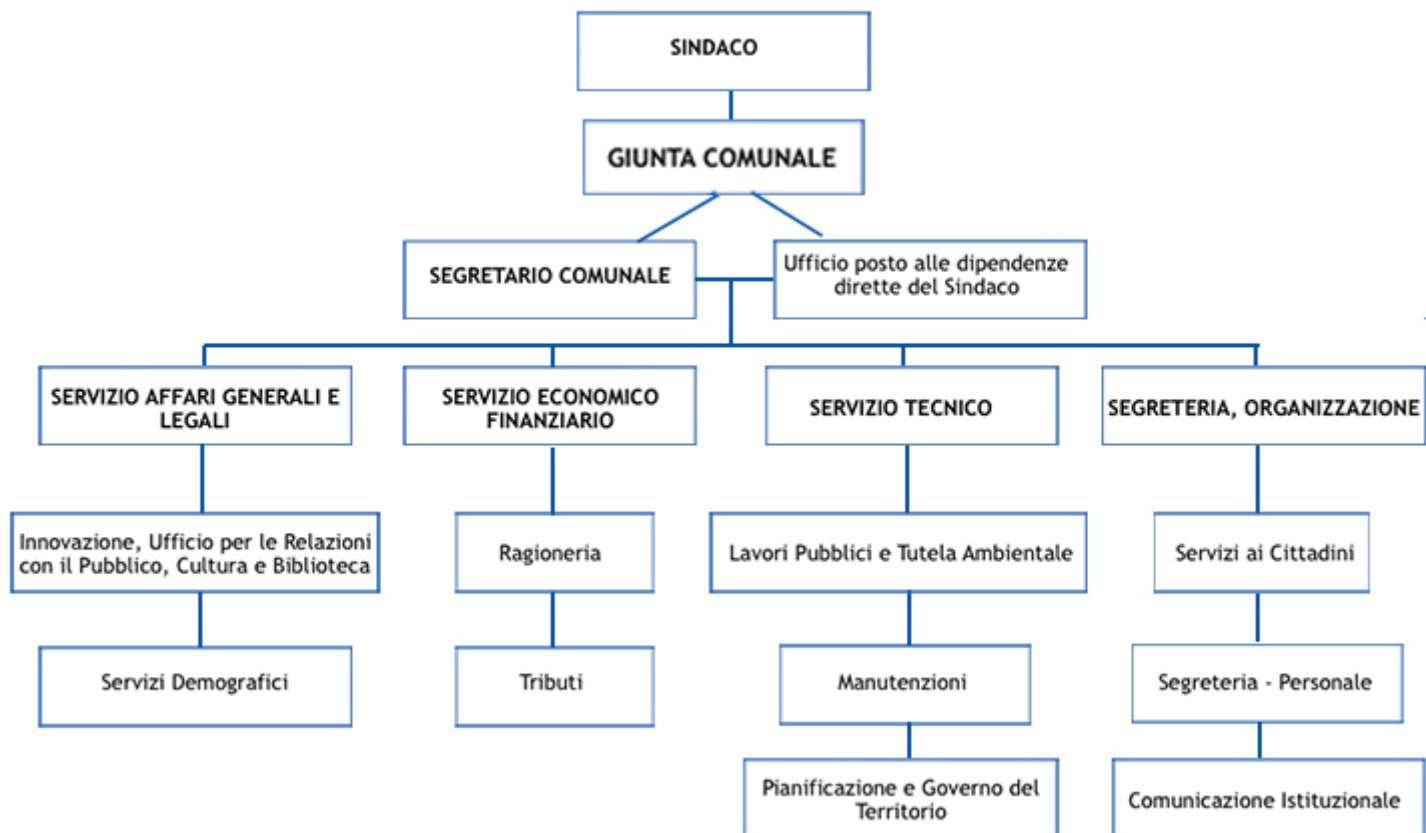 SINDACO
GIUNTA COMUNALE
SEGRETARIO COMUNALE
Ufficio posto alle dipendenze
dirette del Sindaco
SERVIZIO AFFARI GENERALI E
LEGALI
SERVIZIO ECONOMICO
FINANZIARIO
SERVIZIO TECNICO
SEGRETERIA, ORGANIZZAZIONE
Innovazione, Ufficio per le Relazioni
con il Pubblico, Cultura e Biblioteca
Ragioneria
Lavori Pubblici e Tutela Ambientale
Servizi ai Cittadini
Servizi Demografici
Tributi
Manutenzioni
Segreteria - Personale
Pianificazione e Governo del
Territorio
Comunicazione Istituzionale